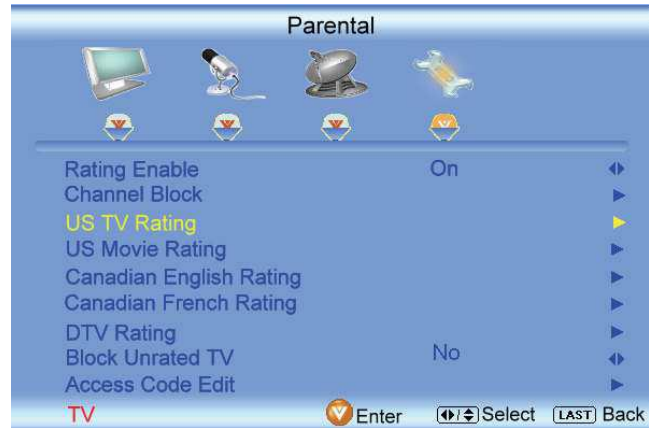 Parental
Rating Enable On
Channel Block
US TV Rating
US Movie Rating
Canadian English Rating
Canadian French Rating
DTV Rating
Block Unrated TV No
Access Code Edit
TV Enter Select LAST Back